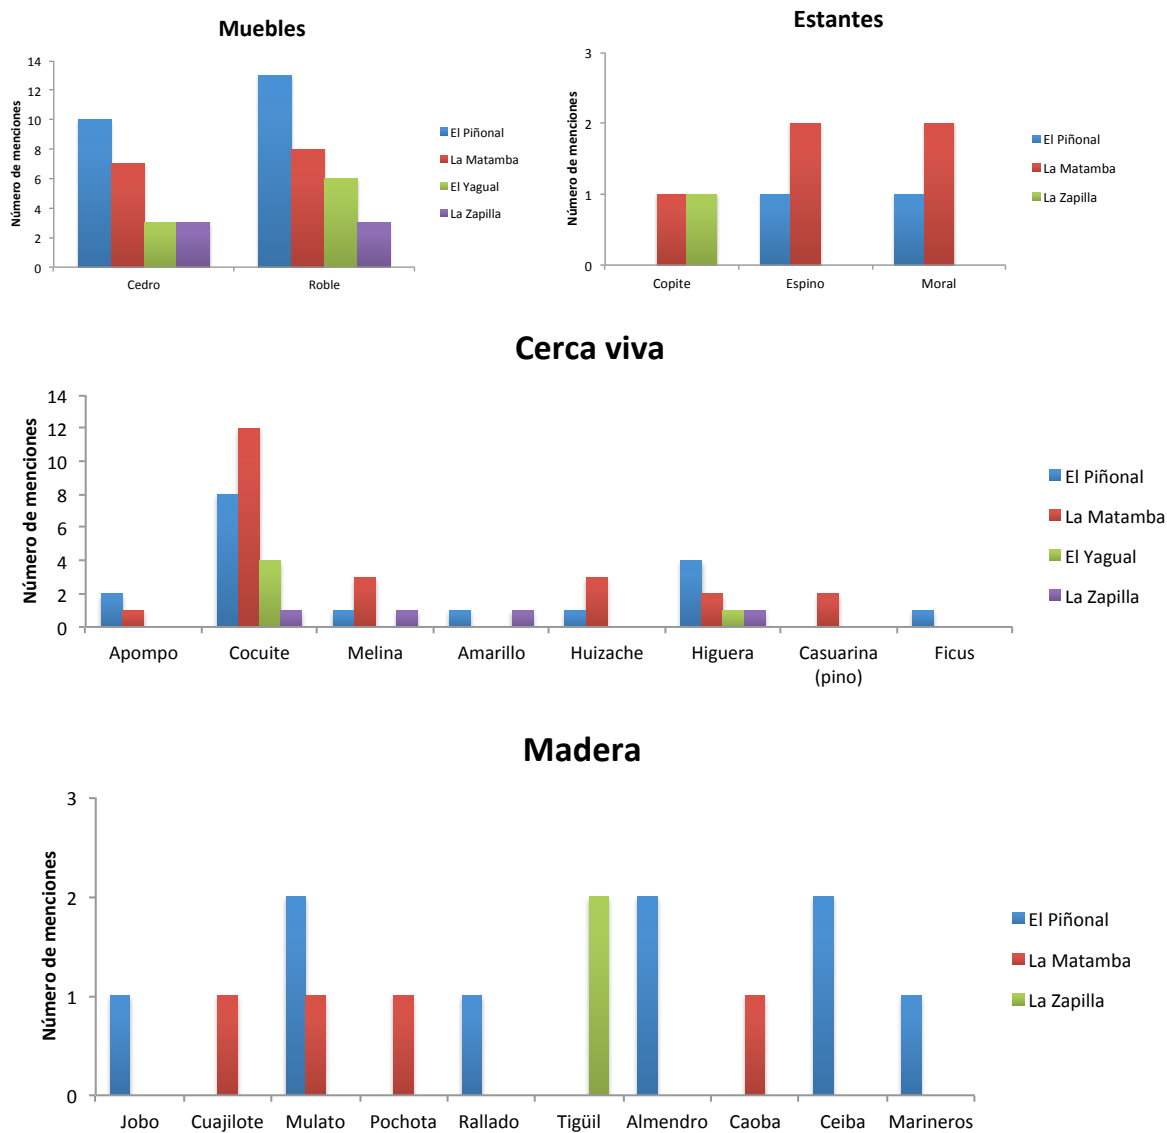 Muebles
Número de menciones
14
12
10
8
6
4
2
0
Cedro
Roble
El Piñonal
La Matamba
El Yagual
La Zapilla
Estantes
Número de menciones
3
2
1
0
Copite
Espino
Moral
El Piñonal
La Matamba
La Zapilla
Cerca viva
Número de menciones
14
12
10
8
6
4
2
0
Apompo
Cocuite
Melina
Amarillo
Huizache
Higuera
Casuarina
(pino)
Ficus
El Piñonal
La Matamba
El Yagual
La Zapilla
Madera
Número de menciones
3
2
1
0
Jobo
Cuajilote
Mulato
Pochota
Rallado
Tigüil
Almendro
Caoba
Ceiba
Marineros
El Piñonal
La Matamba
La Zapilla